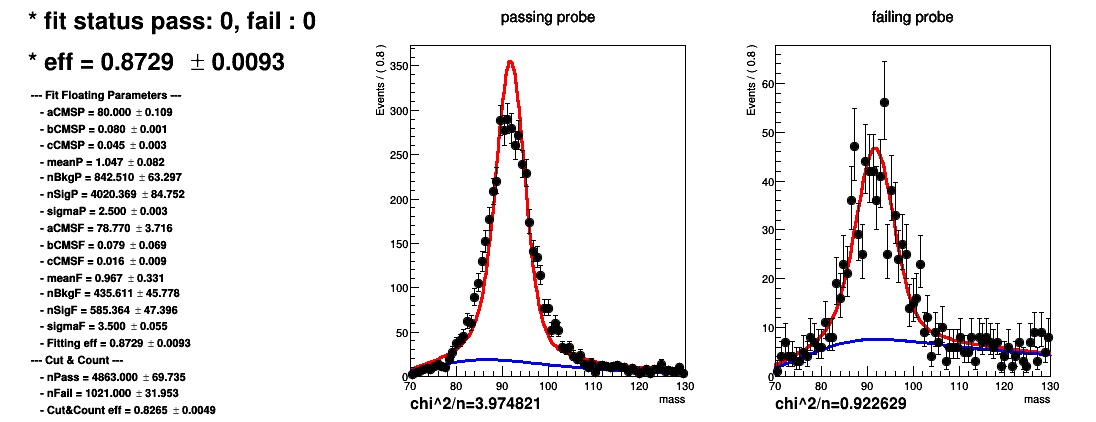 * fit status pass: 0, fail : 0
* eff = 0.8729 ± 0.0093
--- Fit Floating Parameters ---
- aCMSP = 80.000 ± 0.109
- bCMSP = 0.080 ± 0.001
- cCMSP = 0.045 ± 0.003
- meanP = 1.047 ± 0.082
- nBkgP = 842.510 ± 63.297
- nSigP = 4020.369 ± 84.752
- sigmaP = 2.500 ± 0.003
- aCMSF = 78.770 ± 3.716
- bCMSF = 0.079 ± 0.069
- cCMSF = 0.016 ± 0.009
- meanF = 0.967 ± 0.331
- nBkgF = 435.611 ± 45.778
- nSigF = 585.364 ± 47.396
- sigmaF = 3.500 ± 0.055
- Fitting eff = 0.8729 ± 0.0093
--- Cut & Count ---
- nPass = 4863.000 ± 69.735
- nFail = 1021.000 ± 31.953
- Cut&Count eff = 0.8265 ± 0.0049
passing probe
Events / ( 0.8 )
350
300
250
200
150
100
50
0
70 80 90 100 110 120 130
mass
chi^2/n=3.974821
failing probe
Events / ( 0.8 )
60
50
40
30
20
10
0
70 80 90 100 110 120 130
mass
chi^2/n=0.922629